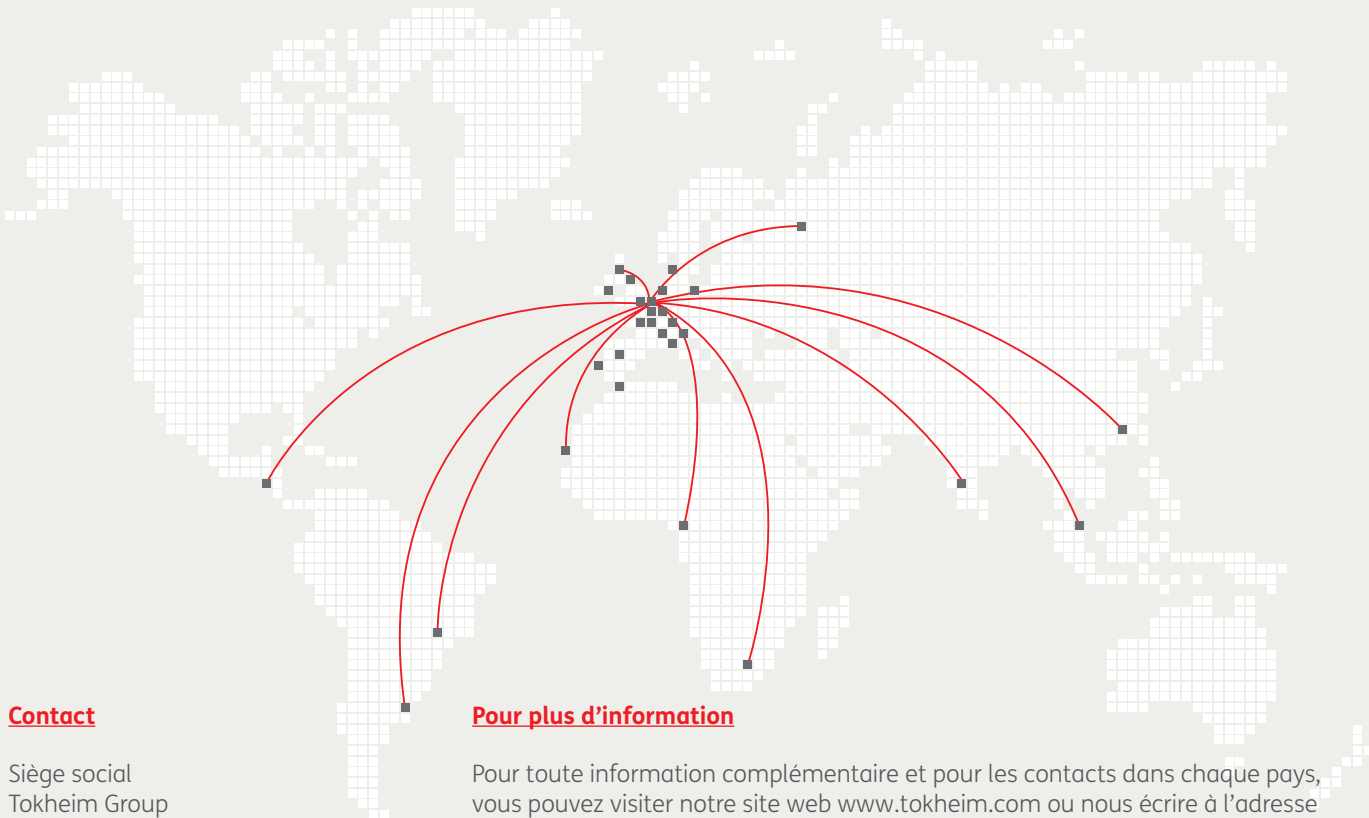 Contact
Siège social
Tokheim Group
Pour plus d’information
Pour toute information complémentaire et pour les contacts dans chaque pays,
vous pouvez visiter notre site web www.tokheim.com ou nous écrire à l’adresse